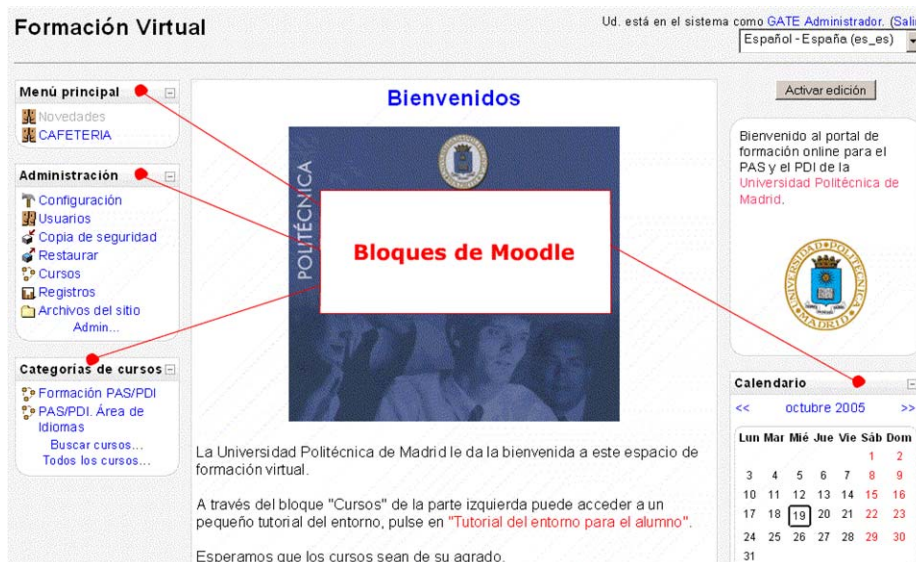 Formación Virtual
Ud. está en el sistema como GATE Administrador. (Salir
Español - España (es_es)
Menú principal
Novedades
CAFETERIA
Administración
Configuración
Usuarios
Copia de seguridad
Restaurar
Cursos
Registros
Archivos del sitio
Admin...
Categorías de cursos
Formación PAS/PDI
PAS/PDI. Área de
Idiomas
Buscar cursos...
Todos los cursos...
Bienvenidos
POLITÉCNICA
Bloques de Moodle
La Universidad Politécnica de Madrid le da la bienvenida a este espacio de
formación virtual.
A través del bloque "Cursos" de la parte izquierda puede acceder a un
pequeño tutorial del entorno, pulse en "Tutorial del entorno para el alumno".
Esperamos que los cursos sean de su agrado.
Activar edición
Bienvenido al portal de
formación online para el
PAS y el PDI de la
Universidad Politécnica de
Madrid.
UNIVERSIDAD POLITECNICA MADRID
Calendario
<< octubre 2005 >>
Lun Mar Mié Jue Vie Sáb Dom
1 2
3 4 5 6 7 8 9
10 11 12 13 14 15 16
17 18 19 20 21 22 23
24 25 26 27 28 29 30
31